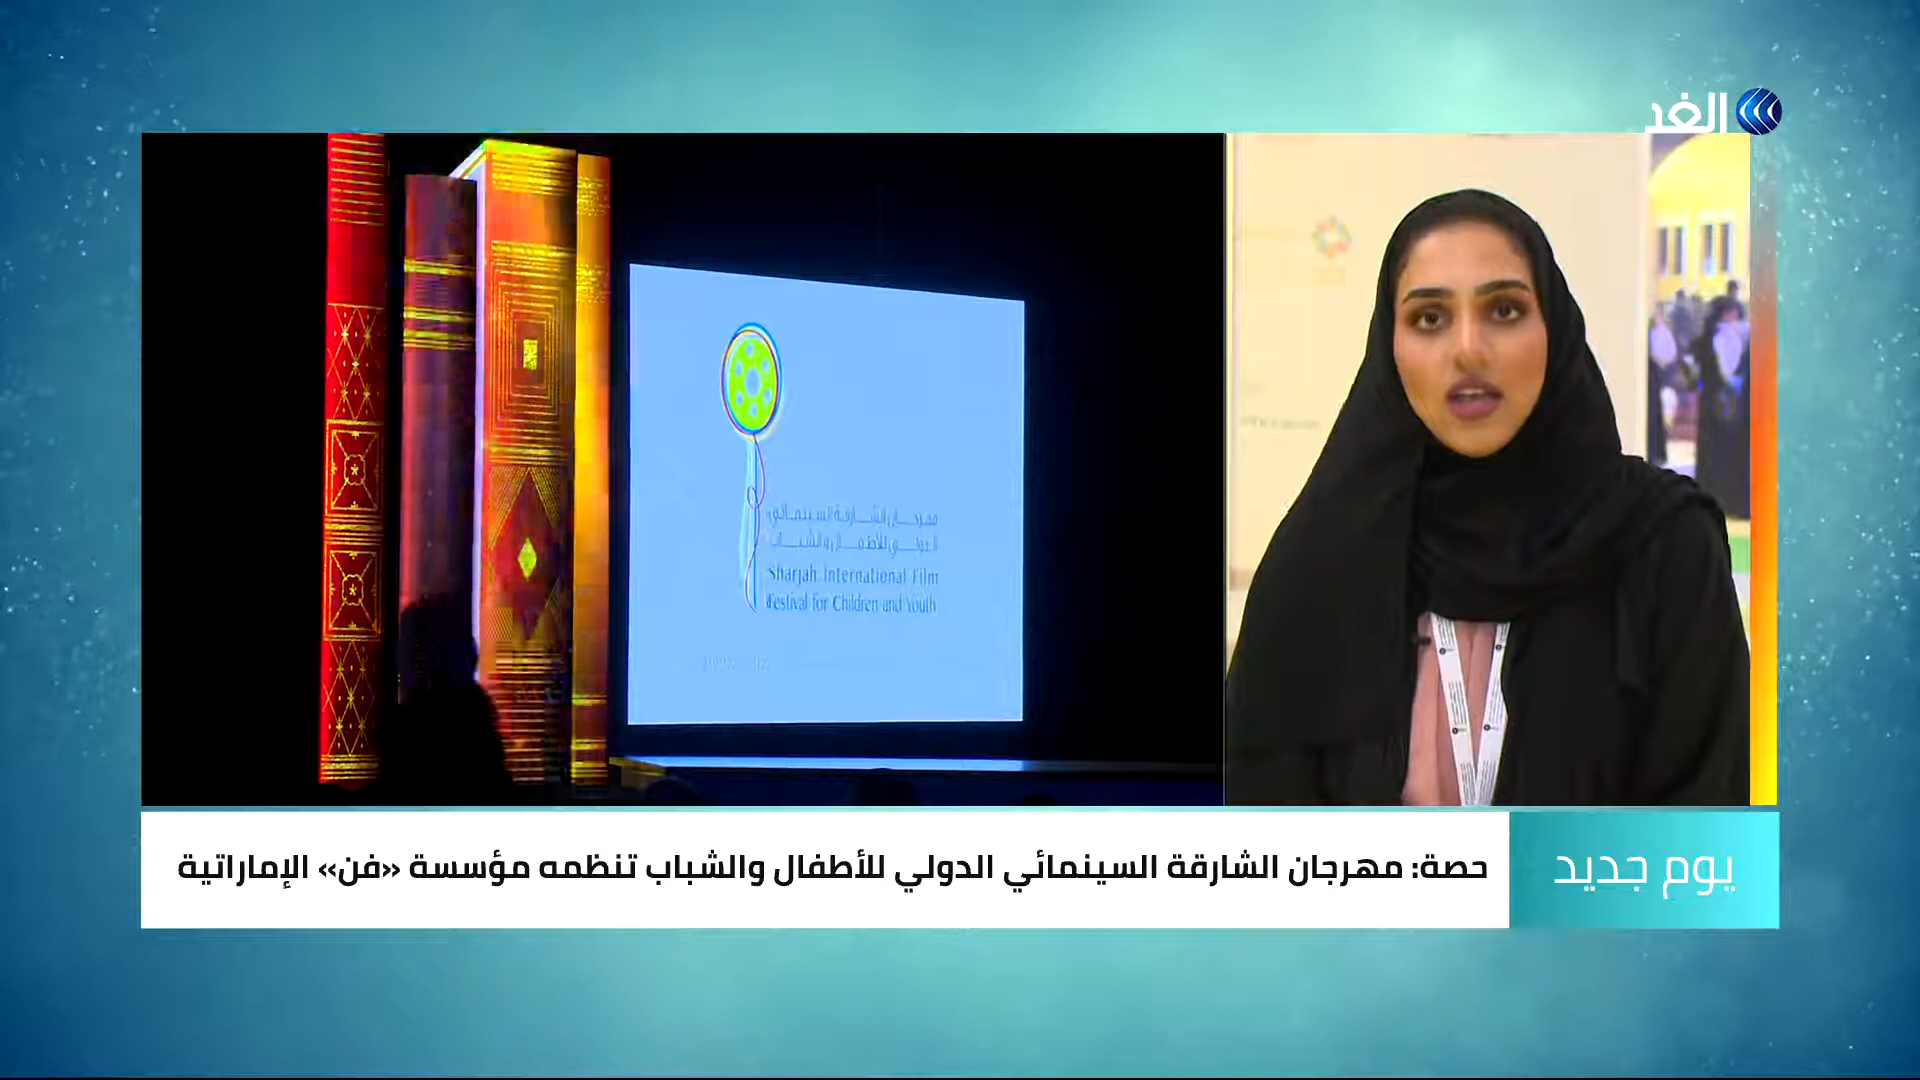 الغد
مهرجان الشارقة السينمائي
الدولي للأطفال والشباب
Sharjah International Film
Festival for Children and Youth
يوم جديد
حصة: مهرجان الشارقة السينمائي الدولي للأطفال والشباب تنظمه مؤسسة «فن» الإماراتية